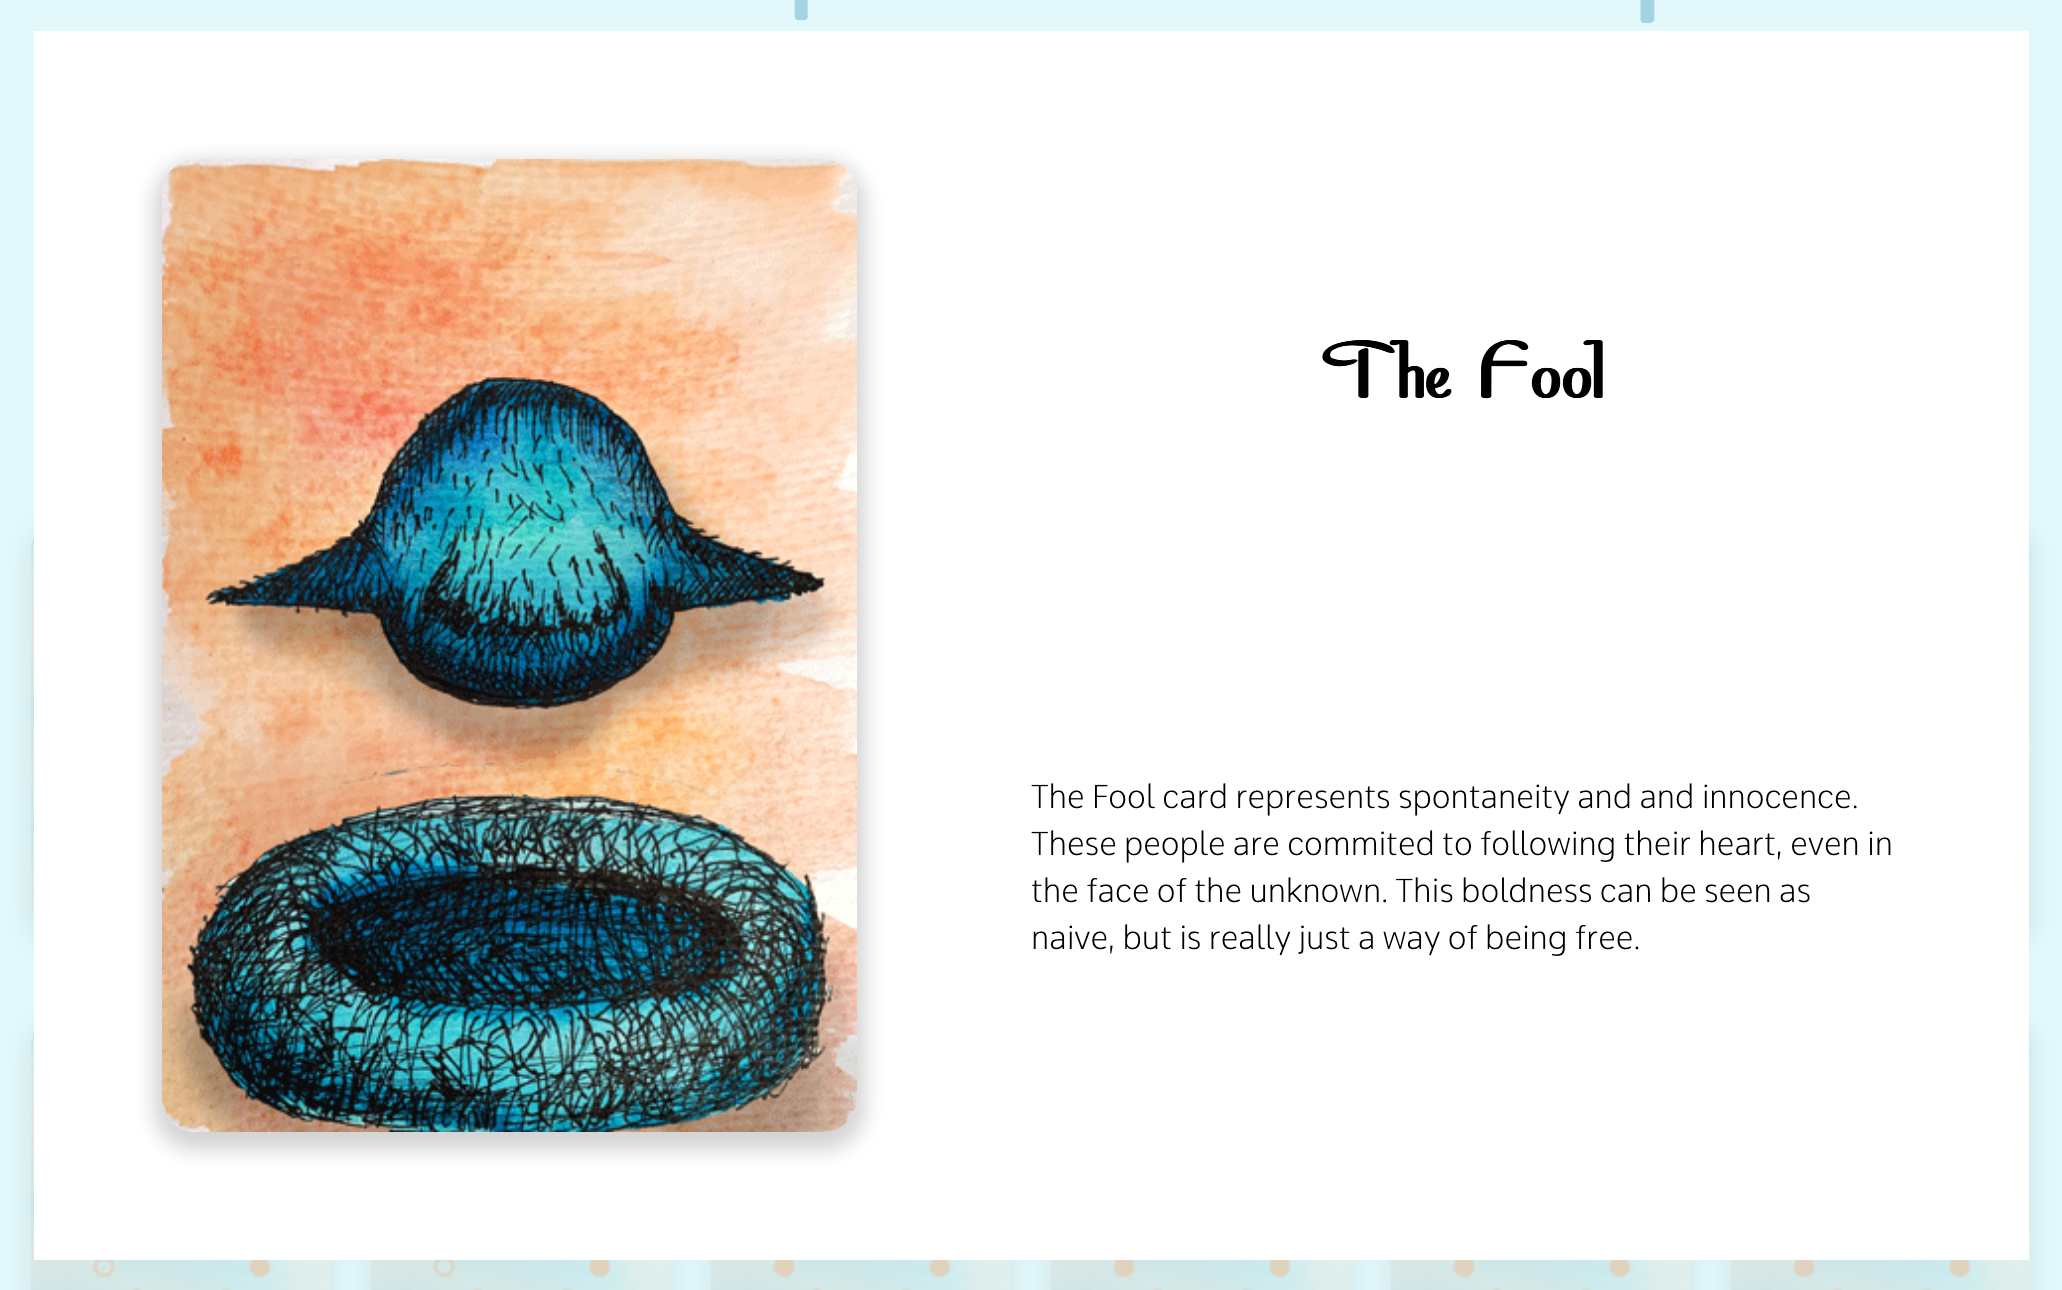 The Fool
The Fool card represents spontaneity and and innocence.
These people are commited to following their heart, even in
the face of the unknown. This boldness can be seen as
naive, but is really just a way of being free.